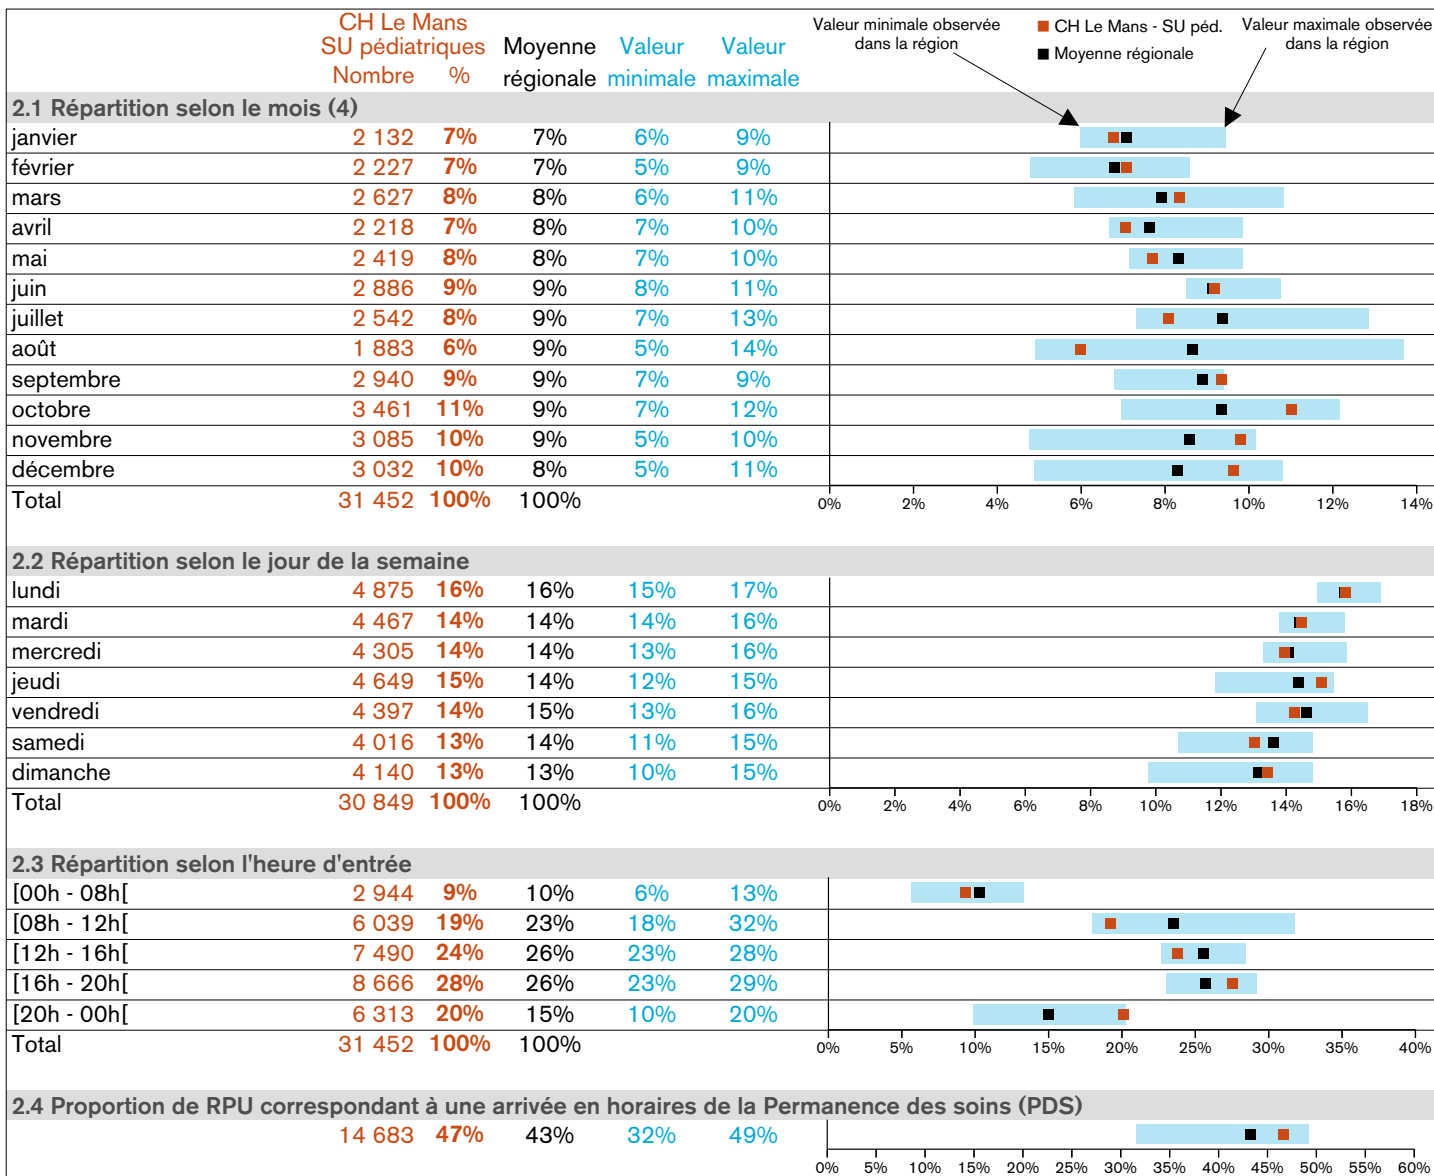 CH Le Mans
SU pédiatriques Moyenne Valeur Valeur
Nombre % régionale minimale maximale
Valeur minimale observée
dans la région
CH Le Mans - SU péd.
Moyenne régionale
Valeur maximale observée
dans la région
2.1 Répartition selon le mois (4)
janvier 2 132 7% 7% 6% 9%
février 2 227 7% 7% 5% 9%
mars 2 627 8% 8% 6% 11%
avril 2 218 7% 8% 7% 10%
mai 2 419 8% 8% 7% 10%
juin 2 886 9% 9% 8% 11%
juillet 2 542 8% 9% 7% 13%
août 1 883 6% 9% 5% 14%
septembre 2 940 9% 9% 7% 9%
octobre 3 461 11% 9% 7% 12%
novembre 3 085 10% 9% 5% 10%
décembre 3 032 10% 8% 5% 11%
Total 31 452 100% 100%
0% 2% 4% 6% 8% 10% 12% 14%
2.2 Répartition selon le jour de la semaine
lundi 4 875 16% 16% 15% 17%
mardi 4 467 14% 14% 14% 16%
mercredi 4 305 14% 14% 13% 16%
jeudi 4 649 15% 14% 12% 15%
vendredi 4 397 14% 15% 13% 16%
samedi 4 016 13% 14% 11% 15%
dimanche 4 140 13% 13% 10% 15%
Total 30 849 100% 100%
0% 2% 4% 6% 8% 10% 12% 14% 16% 18%
2.3 Répartition selon l'heure d'entrée
[00h - 08h[ 2 944 9% 10% 6% 13%
[08h - 12h[ 6 039 19% 23% 18% 32%
[12h - 16h[ 7 490 24% 26% 23% 28%
[16h - 20h[ 8 666 28% 26% 23% 29%
[20h - 00h[ 6 313 20% 15% 10% 20%
Total 31 452 100% 100%
0% 5% 10% 15% 20% 25% 30% 35% 40%
2.4 Proportion de RPU correspondant à une arrivée en horaires de la Permanence des soins (PDS)
14 683 47% 43% 32% 49%
0% 5% 10% 15% 20% 25% 30% 35% 40% 45% 50% 55% 60%